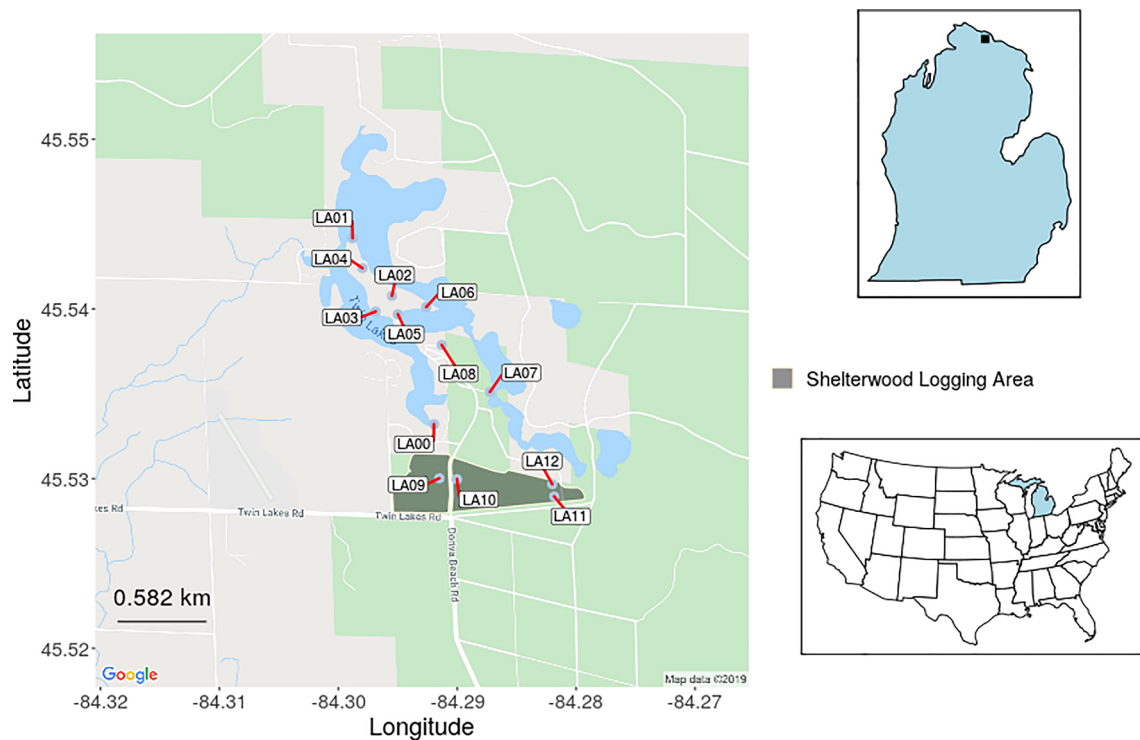 45.55
45.54
45.53
45.52
Latitude
LA01
LA04
LA02
LA06
LA03
Twin Lakes
LA05
LA08
LA07
LA00
LA12
LA09
LA10
LA11
kes Rd
Twin Lakes Rd
Twin Lakes Rd
Doriva Beach Rd
0.582 km
Google
Map data ©2019
-84.32
-84.31
-84.30
-84.29
-84.28
-84.27
Longitude
Shelterwood Logging Area